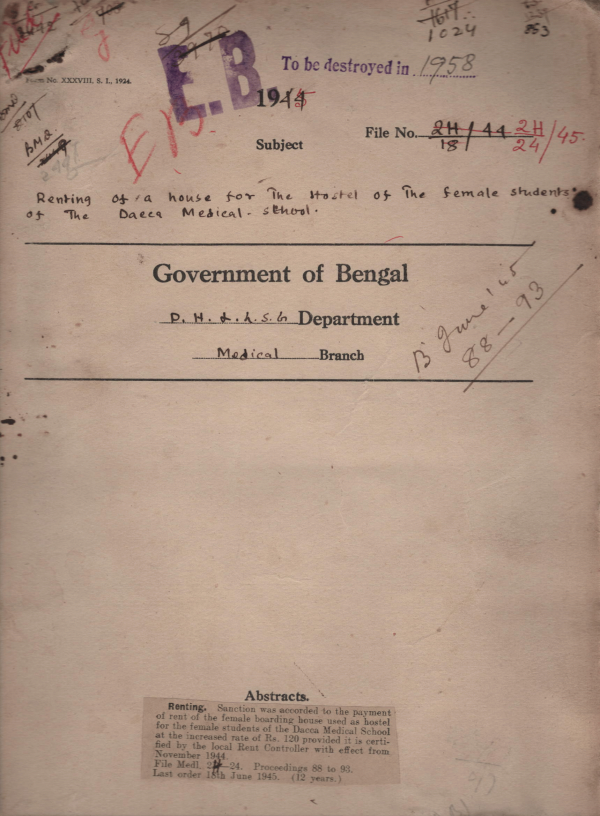 1024
853
Form No. XXXVIII. S. I., 1924.
E.B
To be destroyed in 1958
1945
BMB
File No. 2H/18/44 2H/24/45.
Subject
Renting of a house for The Hostel of The female students
of The Dacca Medical school.
Government of Bengal
P. H. & L. S. G Department
Medical Branch
B June '45
88—93
Abstracts.
Renting. Sanction was accorded to the payment
of rent of the female boarding house used as hostel
for the female students of the Dacca Medical School
at the increased rate of Rs. 120 provided it is certi-
fied by the local Rent Controller with effect from
November 1944.
File Medl. 2H—24. Proceedings 88 to 93.
Last order 18th June 1945. (12 years.)